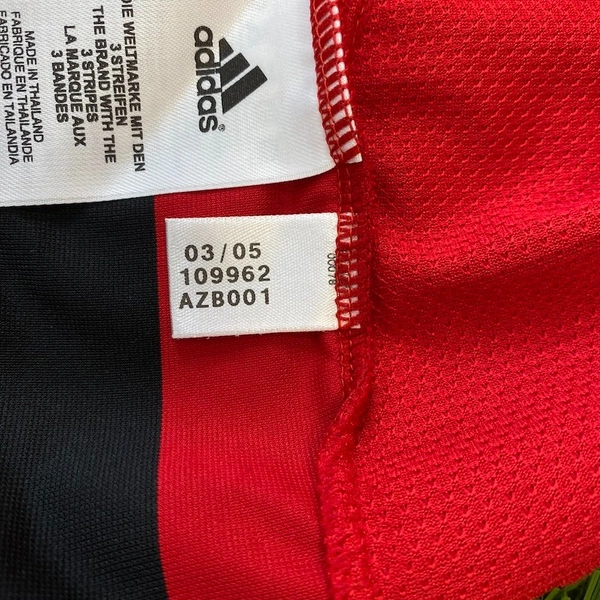 adidas®
DIE WELTMARKE MIT DEN
3 STREIFEN
THE BRAND WITH THE
3 STRIPES
LA MARQUE AUX
3 BANDES
MADE IN THAILAND
FABRIQUE EN THAILANDE
FABRICADO EN TAILANDIA
03/05
109962
AZB001
00078